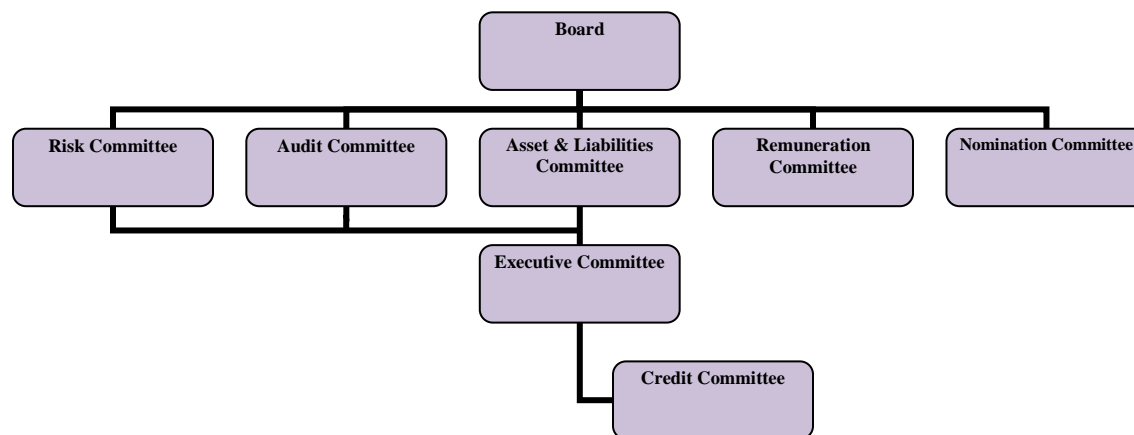 Board
Risk Committee
Audit Committee
Asset & Liabilities
Committee
Remuneration
Committee
Nomination Committee
Executive Committee
Credit Committee